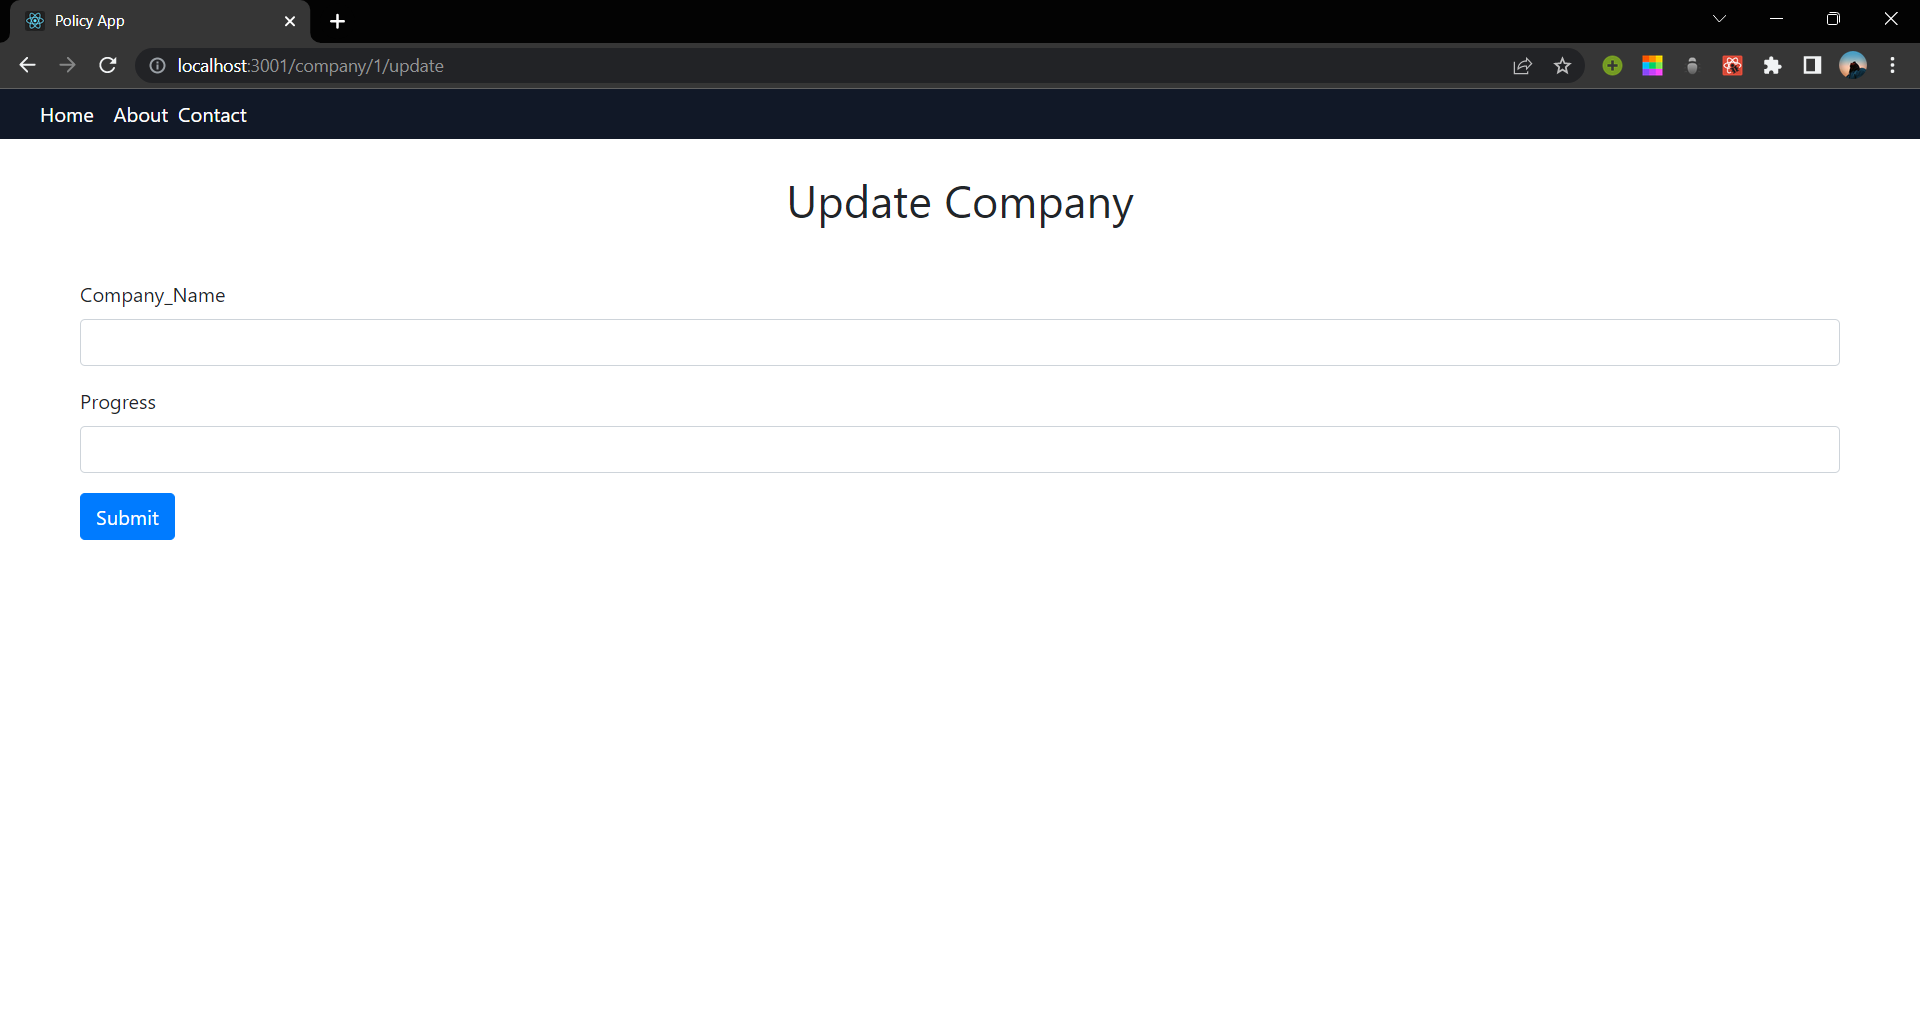 Policy App
localhost:3001/company/1/update
Home About Contact
Update Company
Company_Name
Progress
Submit